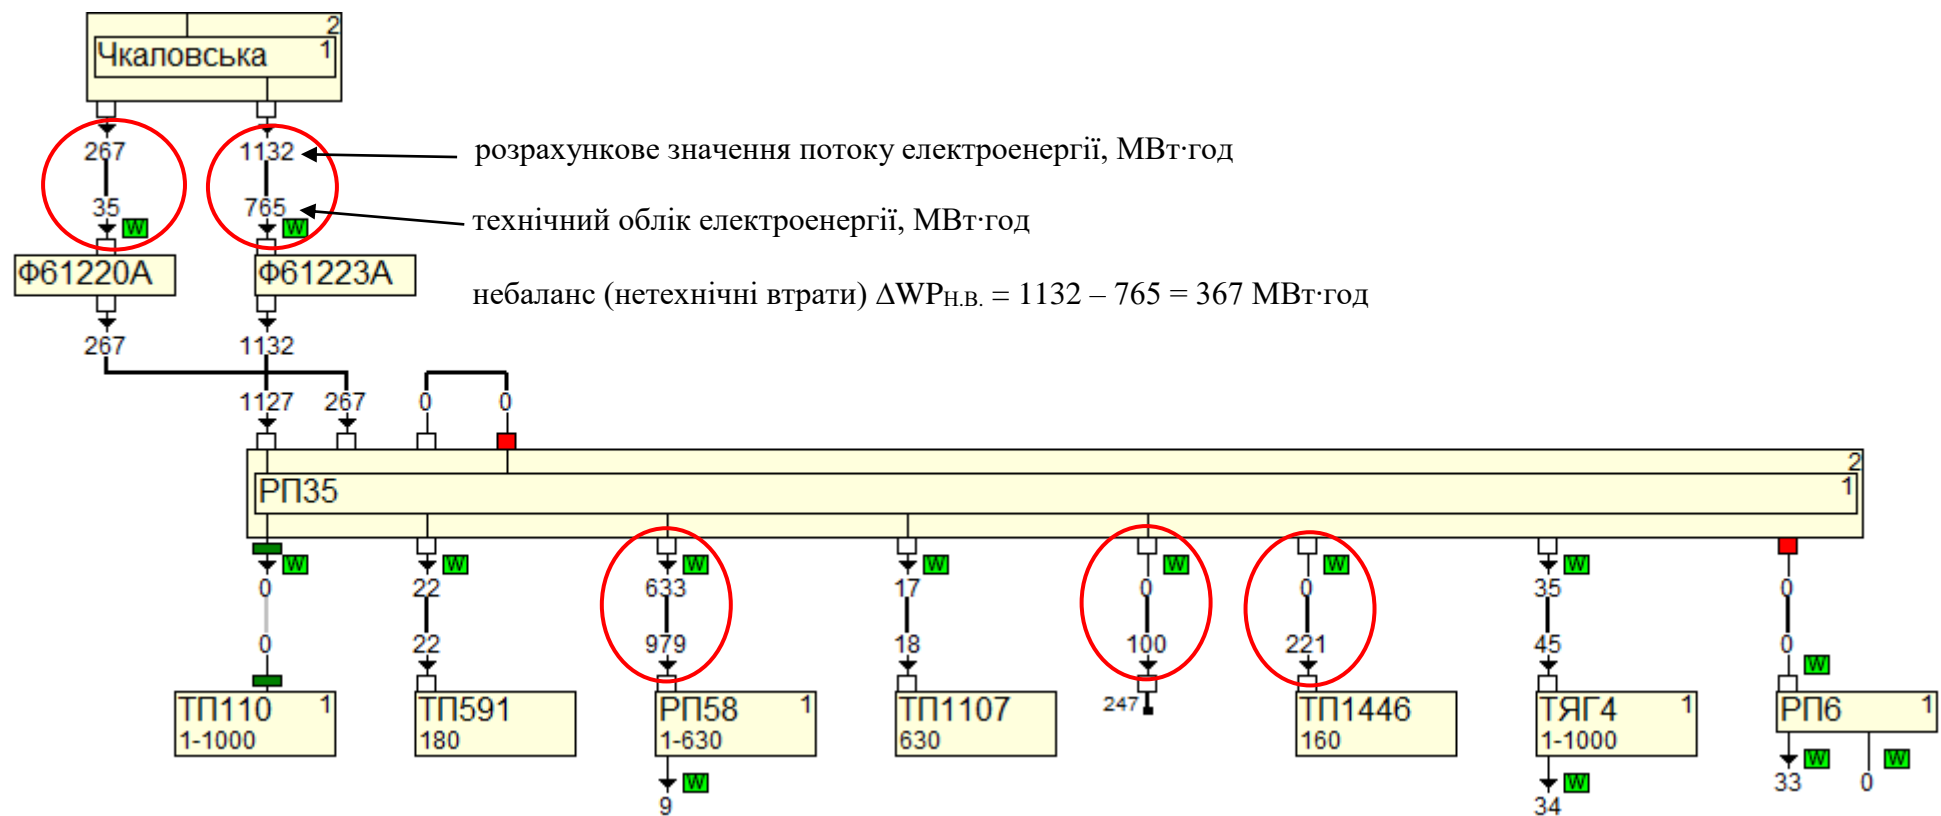 2
Чкаловська 1
267 1132 розрахункове значення потоку електроенергії, МВт·год
35 765 технічний облік електроенергії, МВт·год
W W
Ф61220А Ф61223А
небаланс (нетехнічні втрати) ΔWPН.В. = 1132 – 765 = 367 МВт·год
267 1132
1127 267 0 0
2
РП35 1
W W W W W W W
0 22 633 17 0 0 35 0
0 22 979 18 100 221 45 0
W
ТП110 1 ТП591 РП58 1 ТП1107 247 ТП1446 ТЯГ4 1 РП6 1
1-1000 180 1-630 630 160 1-1000
W W W W
9 34 33 0